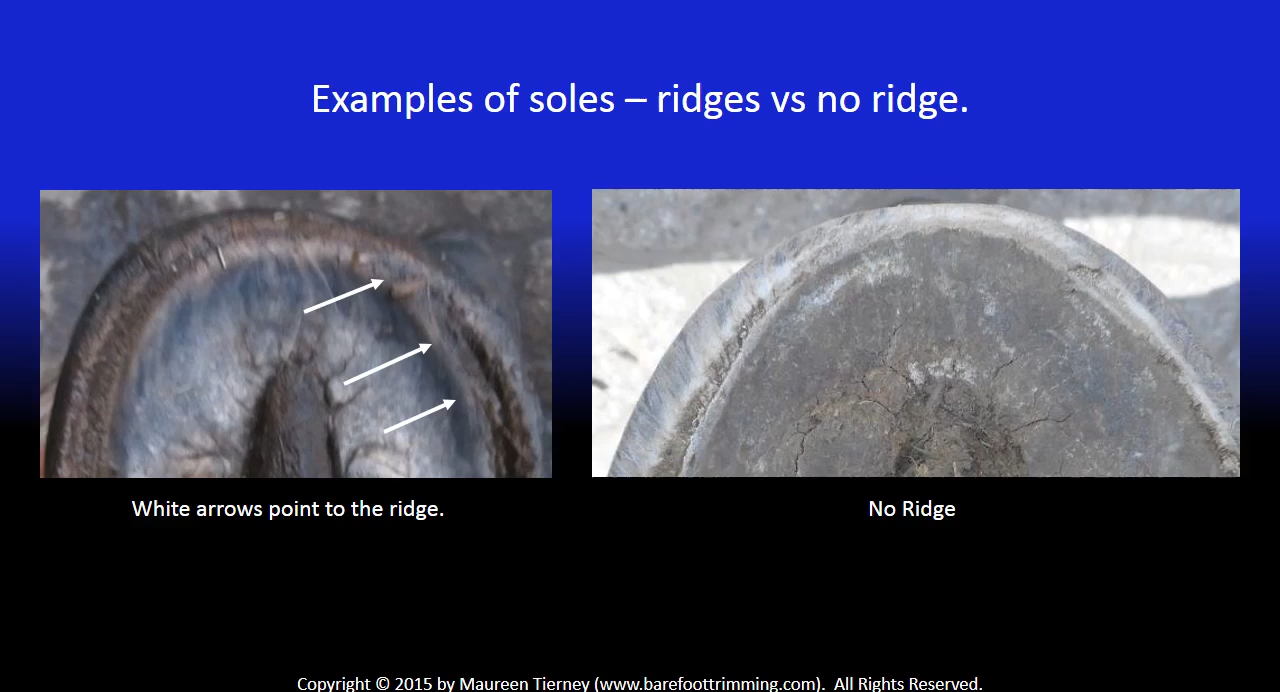 Examples of soles – ridges vs no ridge.
White arrows point to the ridge.
No Ridge
Copyright © 2015 by Maureen Tierney (www.barefoottrimming.com).  All Rights Reserved.